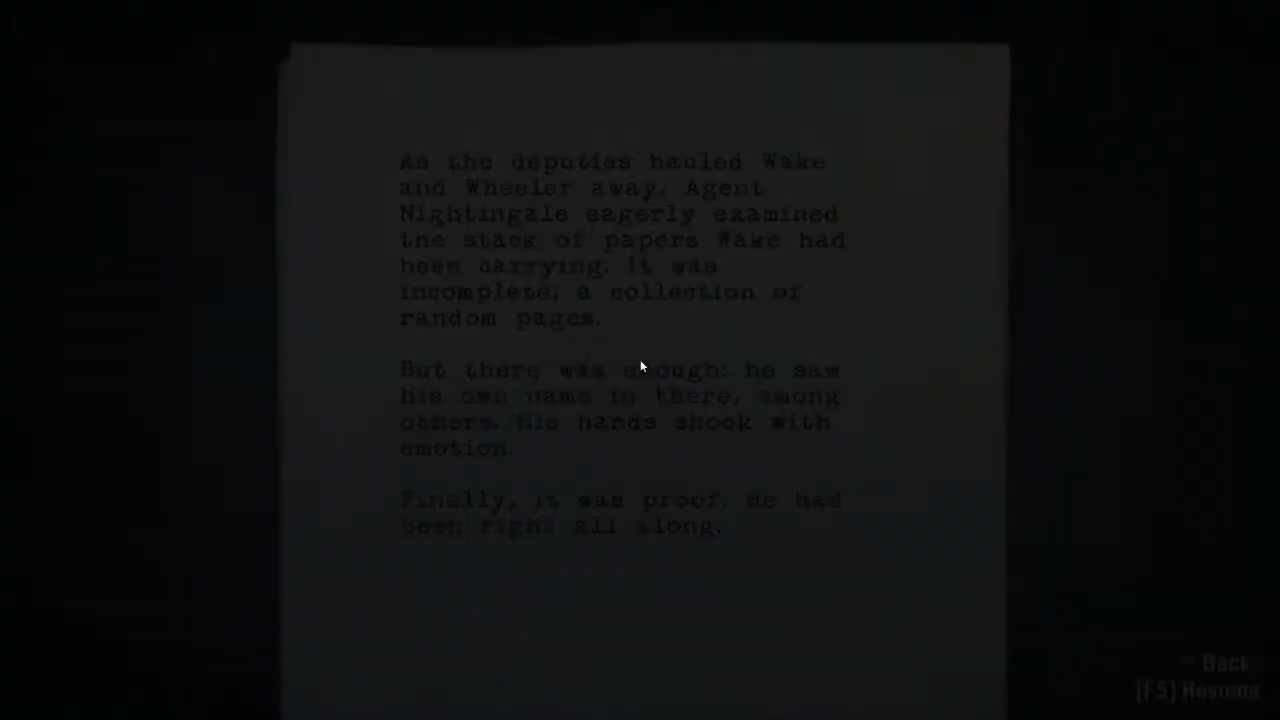 As the deputies hauled Wake
and Wheeler away, Agent
Nightingale eagerly examined
the stack of papers Wake had
been carrying. It was
incomplete, a collection of
random pages.
But there was enough: he saw
his own name in there, among
others. His hands shook with
emotion.
Finally, it was proof. He had
been right all along.
Back
[F5] Resume